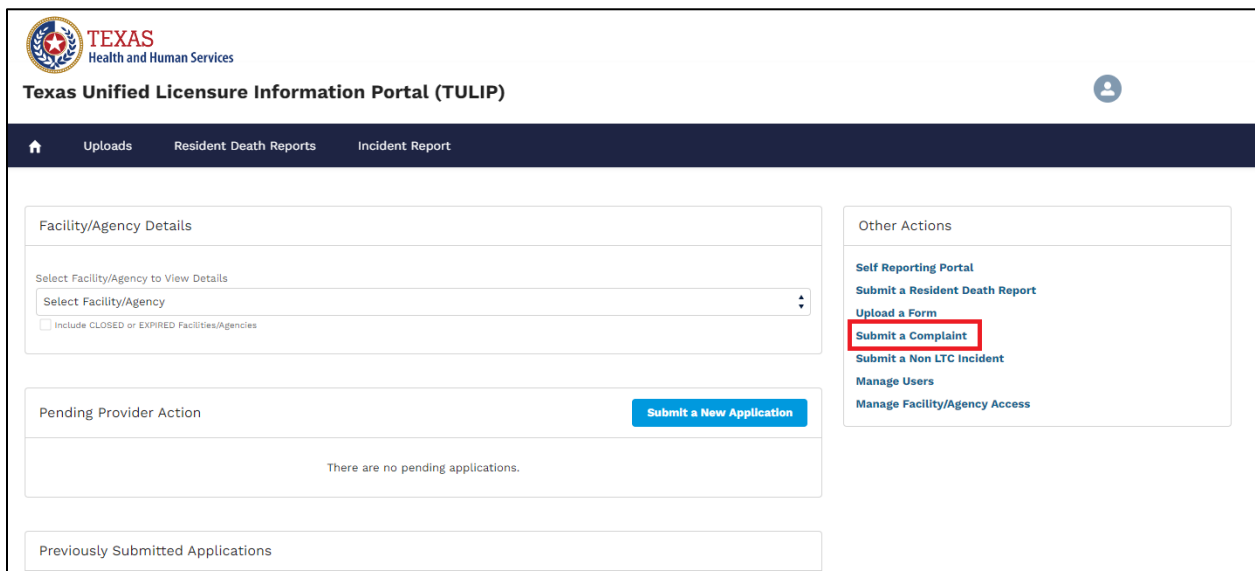 TEXAS
Health and Human Services
Texas Unified Licensure Information Portal (TULIP)
Uploads
Resident Death Reports
Incident Report
Facility/Agency Details
Select Facility/Agency to View Details
Select Facility/Agency
Include CLOSED or EXPIRED Facilities/Agencies
Pending Provider Action
Submit a New Application
There are no pending applications.
Previously Submitted Applications
Other Actions
Self Reporting Portal
Submit a Resident Death Report
Upload a Form
Submit a Complaint
Submit a Non LTC Incident
Manage Users
Manage Facility/Agency Access